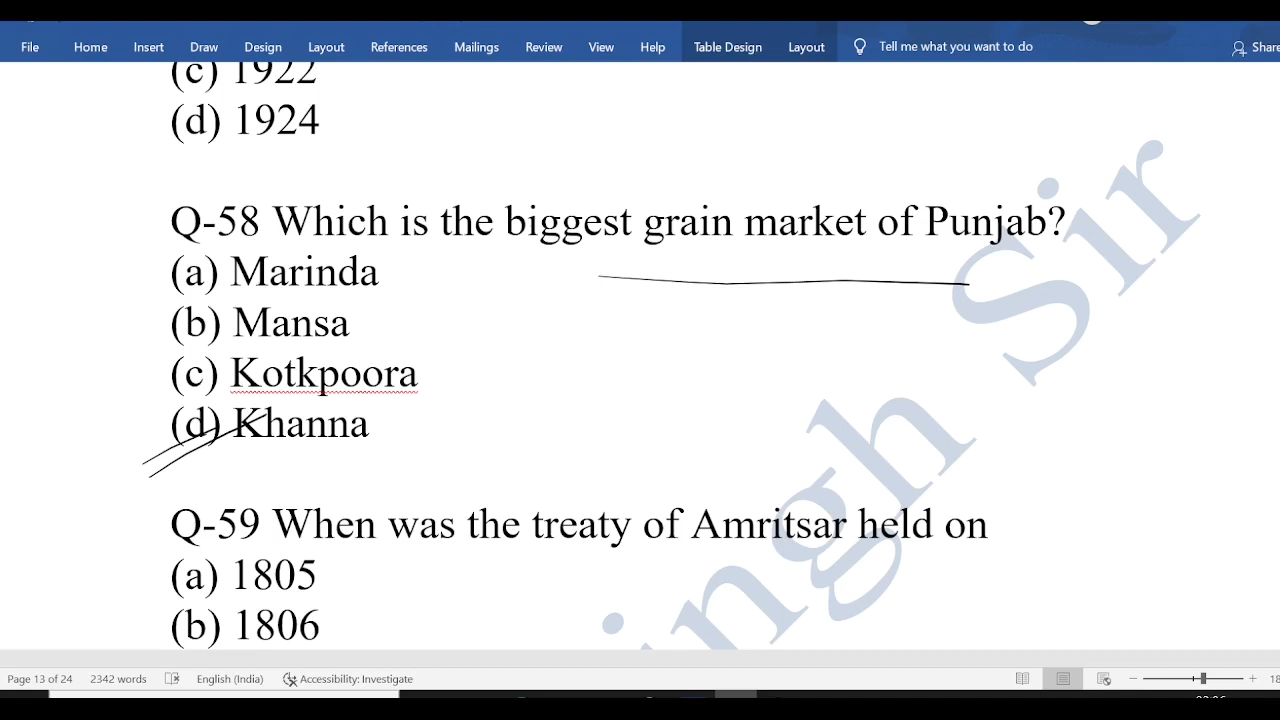 File Home Insert Draw Design Layout References Mailings Review View Help Table Design Layout Tell me what you want to do Share
(c) 1922
(d) 1924
Q-58 Which is the biggest grain market of Punjab?
(a) Marinda
(b) Mansa
(c) Kotkpoora
(d) Khanna
Q-59 When was the treaty of Amritsar held on
(a) 1805
(b) 1806
ingh Sir
Page 13 of 24 2342 words English (India) Accessibility: Investigate